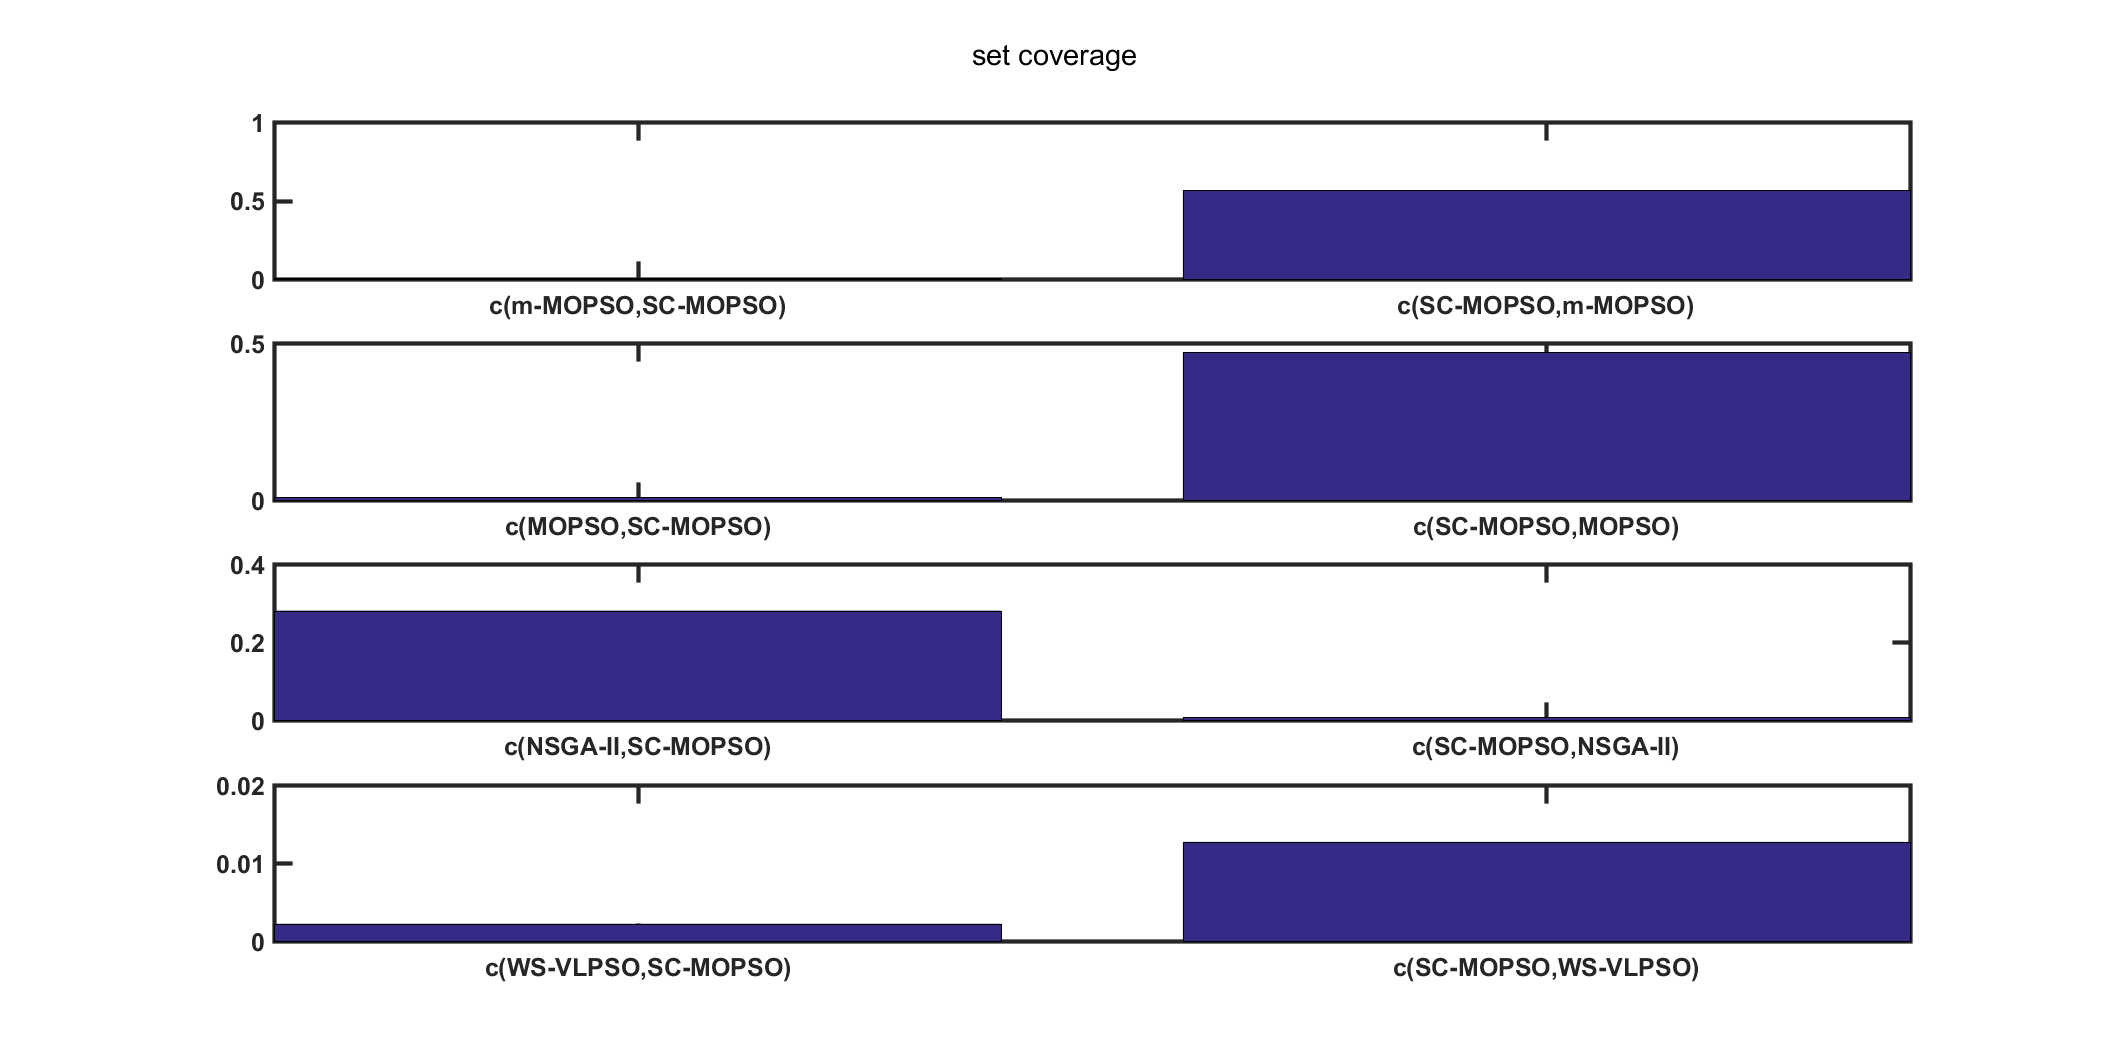 set coverage
1
0.5
0
c(m-MOPSO,SC-MOPSO) c(SC-MOPSO,m-MOPSO)
0.5
0
c(MOPSO,SC-MOPSO) c(SC-MOPSO,MOPSO)
0.4
0.2
0
c(NSGA-II,SC-MOPSO) c(SC-MOPSO,NSGA-II)
0.02
0.01
0
c(WS-VLPSO,SC-MOPSO) c(SC-MOPSO,WS-VLPSO)